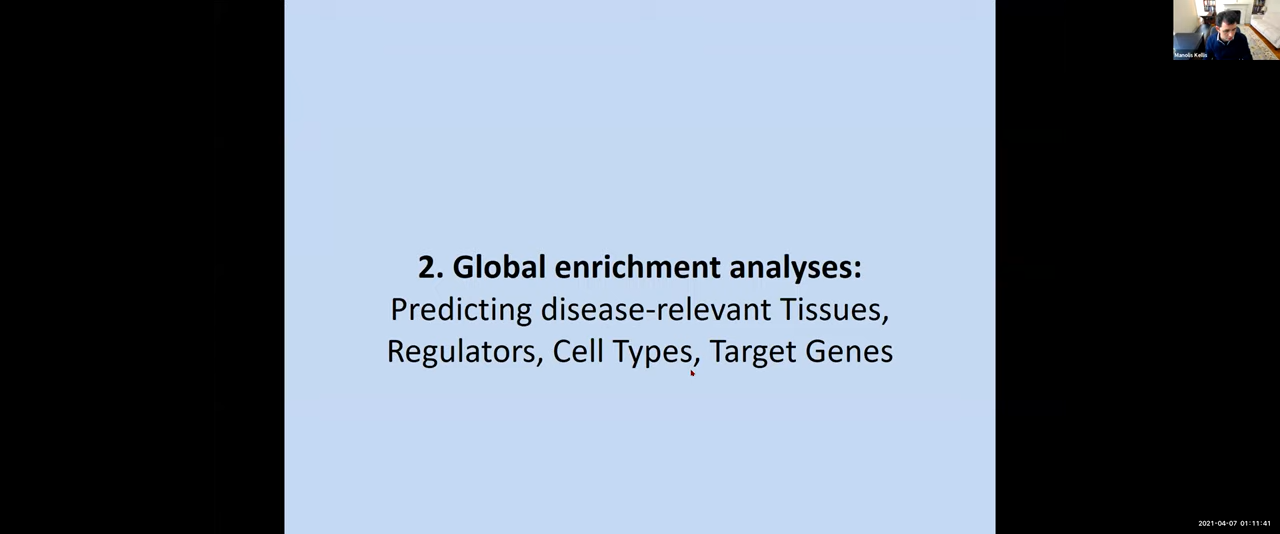 Manolis Kellis
2. Global enrichment analyses:
Predicting disease-relevant Tissues,
Regulators, Cell Types, Target Genes
2021-04-07 01:11:41